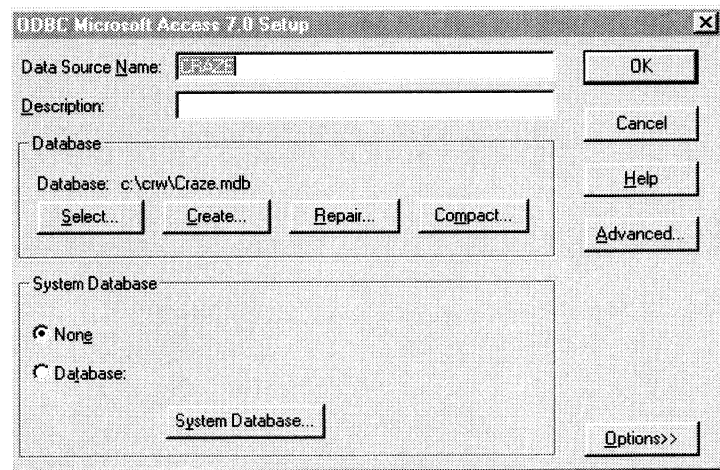 ODBC Microsoft Access 7.0 Setup
Data Source Name: CRAZE
OK
Description:
Cancel
Database
Database: c:\crw\Craze.mdb
Help
Select... Create... Repair... Compact...
Advanced...
System Database
None
Database:
System Database...
Options>>